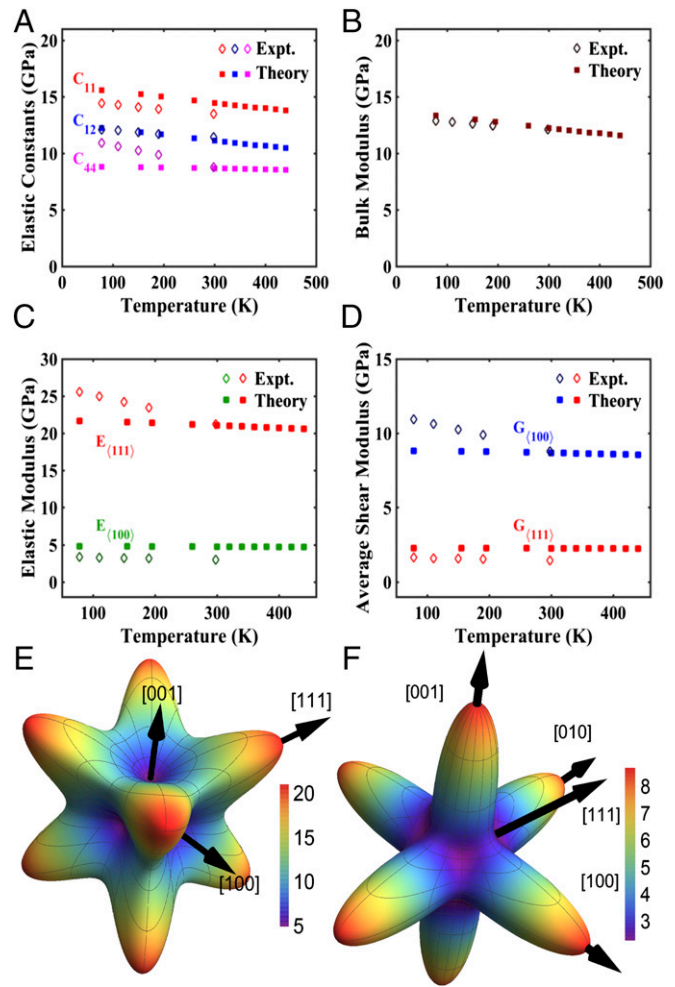 A
Elastic Constants (GPa)
20
15
10
5
0
C11
C12
C44
Expt.
Theory
0 100 200 300 400 500
Temperature (K)
B
Bulk Modulus (GPa)
20
15
10
5
0
Expt.
Theory
0 100 200 300 400 500
Temperature (K)
C
Elastic Modulus (GPa)
30
25
20
15
10
5
0
Expt.
Theory
E⟨111⟩
E⟨100⟩
100 200 300 400
Temperature (K)
D
Average Shear Modulus (GPa)
15
10
5
0
Expt.
Theory
G⟨100⟩
G⟨111⟩
100 200 300 400
Temperature (K)
E
[001]
[111]
[100]
20
15
10
5
F
[001]
[010]
[111]
[100]
8
7
6
5
4
3